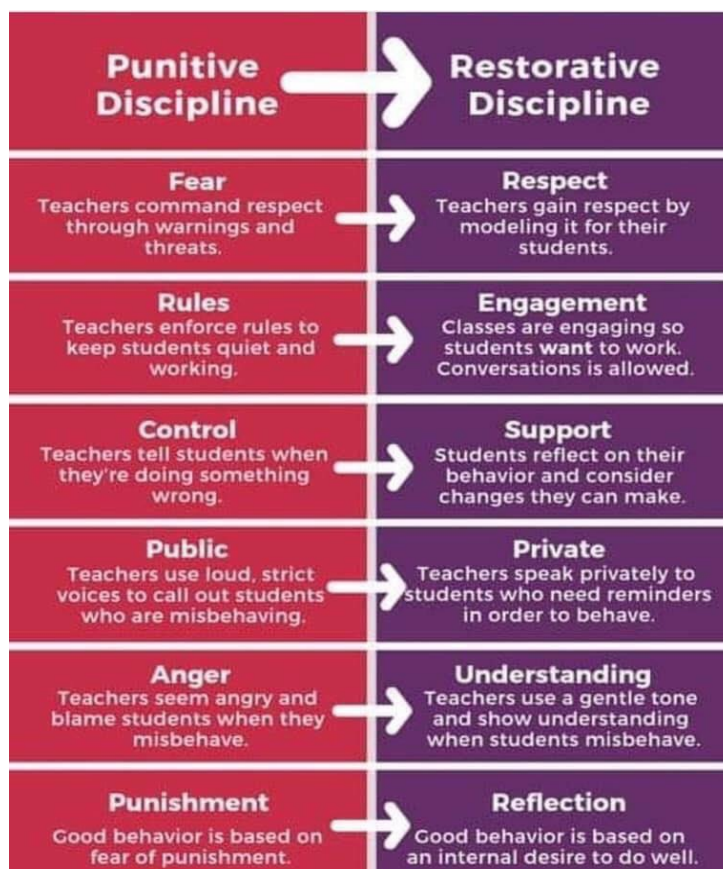 Punitive
Discipline
Restorative
Discipline
Fear
Teachers command respect
through warnings and
threats.
Respect
Teachers gain respect by
modeling it for their
students.
Rules
Teachers enforce rules to
keep students quiet and
working.
Engagement
Classes are engaging so
students want to work.
Conversations is allowed.
Control
Teachers tell students when
they're doing something
wrong.
Support
Students reflect on their
behavior and consider
changes they can make.
Public
Teachers use loud, strict
voices to call out students
who are misbehaving.
Private
Teachers speak privately to
students who need reminders
in order to behave.
Anger
Teachers seem angry and
blame students when they
misbehave.
Understanding
Teachers use a gentle tone
and show understanding
when students misbehave.
Punishment
Good behavior is based on
fear of punishment.
Reflection
Good behavior is based on
an internal desire to do well.